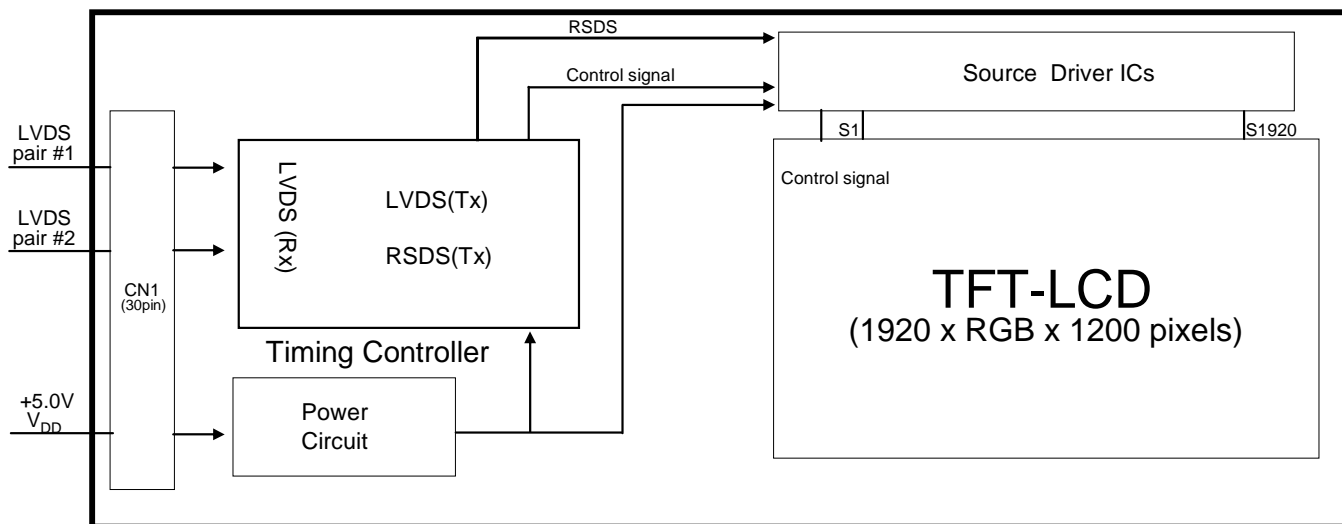 RSDS
Control signal
Source Driver ICs
LVDS
pair #1
LVDS
pair #2
CN1
(30pin)
LVDS (Rx)
LVDS(Tx)
RSDS(Tx)
Timing Controller
S1
S1920
Control signal
TFT-LCD
(1920 x RGB x 1200 pixels)
+5.0V
VDD
Power
Circuit